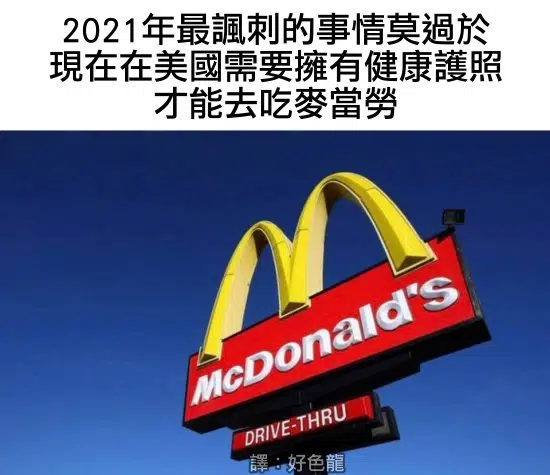 2021年最諷刺的事情莫過於
現在在美國需要擁有健康護照
才能去吃麥當勞
McDonald's
DRIVE-THRU
譯：好色龍